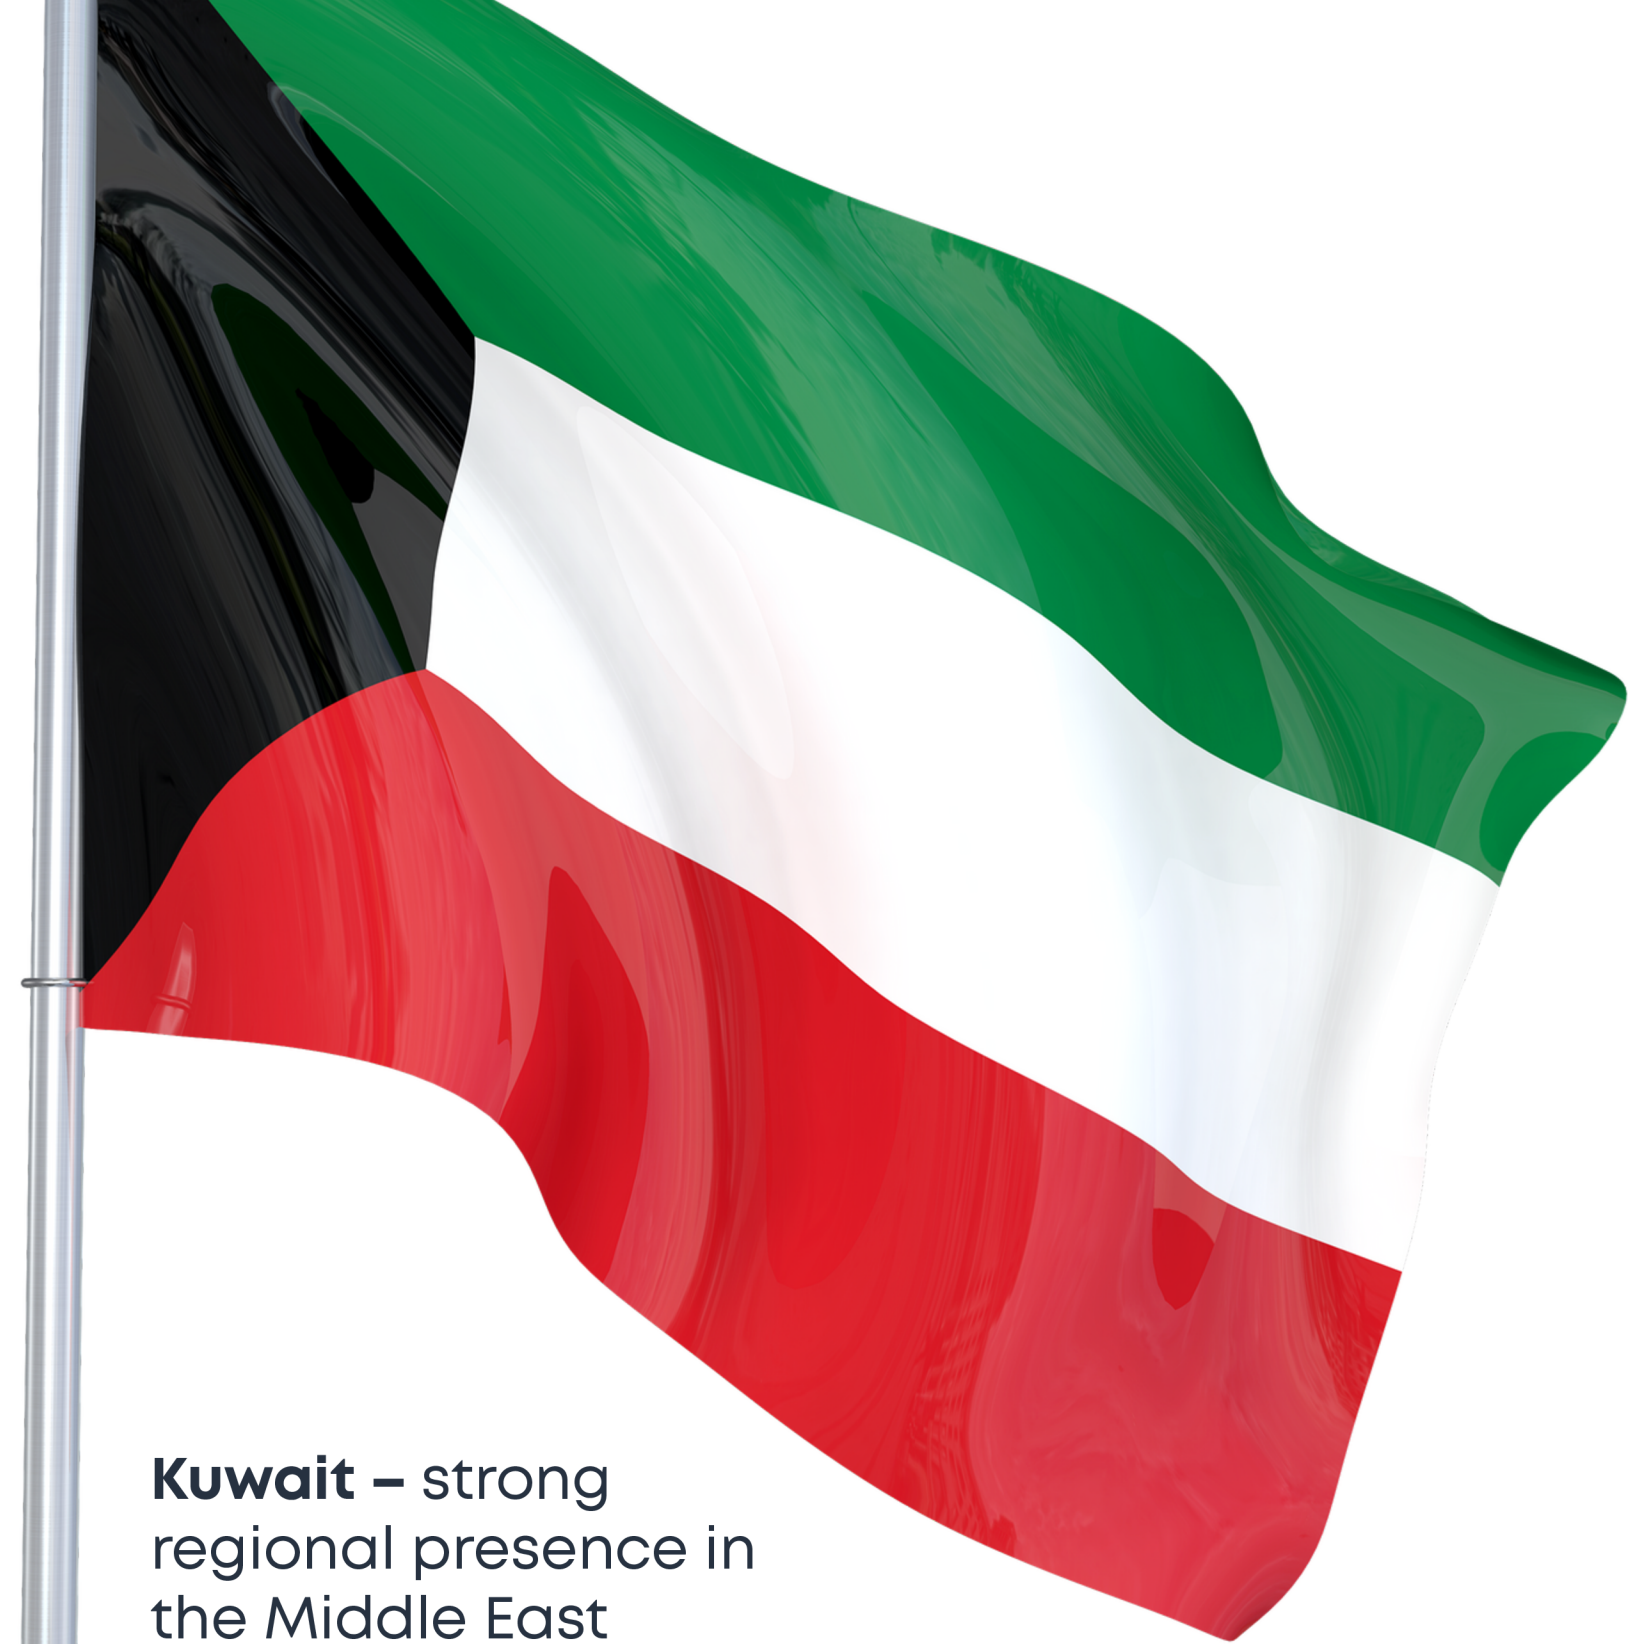 Kuwait – strong
regional presence in
the Middle East